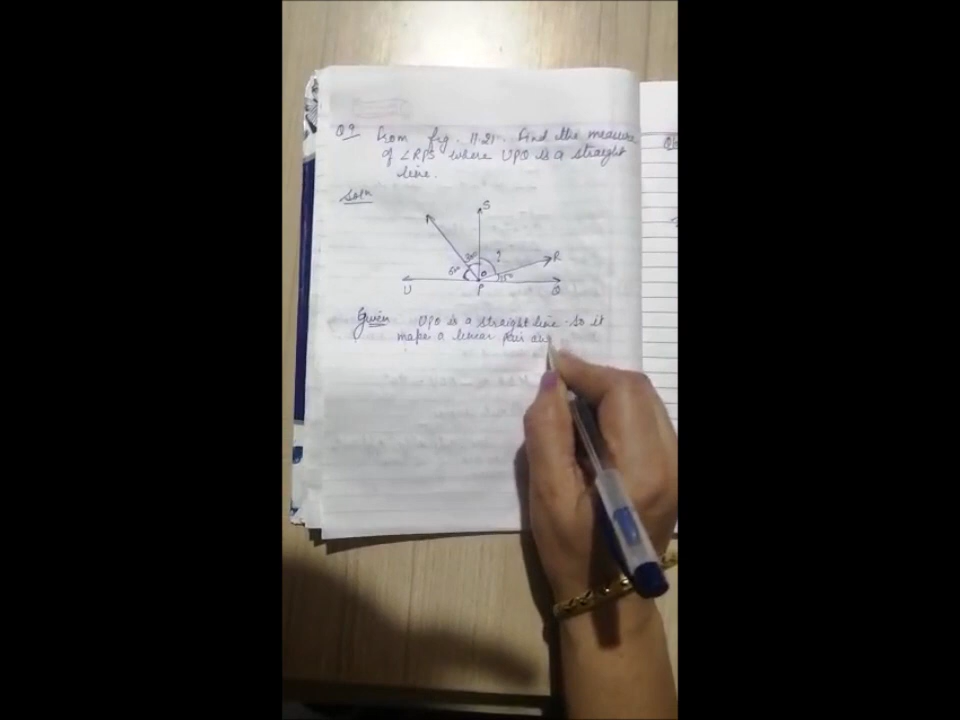 Q9 From fig. 11.21. Find the measure
of ∠RPS where UPQ is a straight
line.
Solⁿ
S
R
?
U
P
Q
Given UPQ is a straight line. So it
make a linear pair